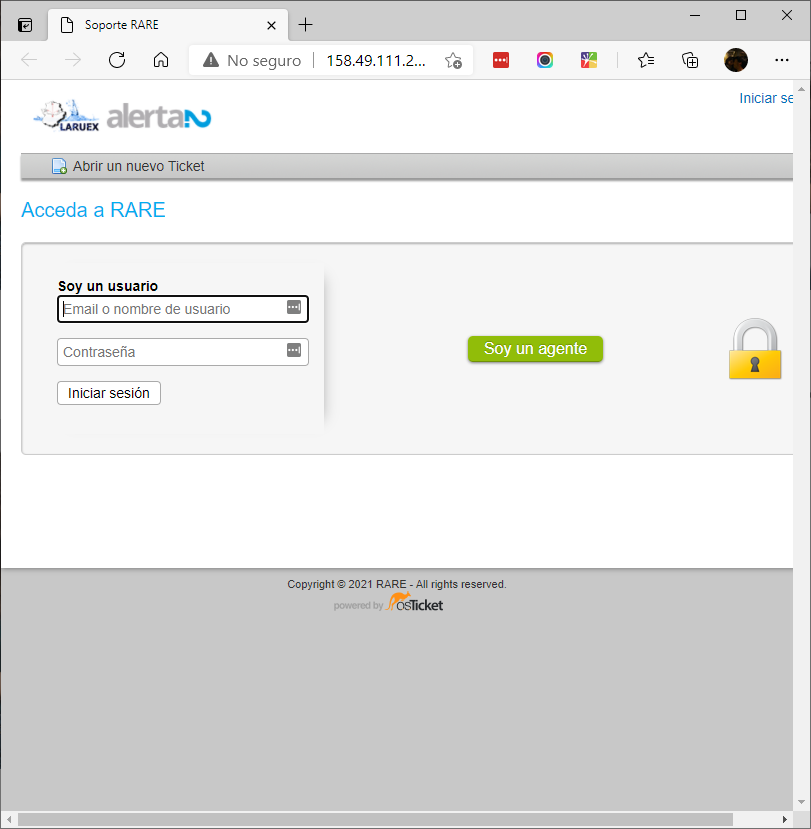 Soporte RARE
No seguro
158.49.111.2...
Iniciar se
LARUEX
alerta2
Abrir un nuevo Ticket
Acceda a RARE
Soy un usuario
Email o nombre de usuario
Contraseña
Iniciar sesión
Soy un agente
Copyright © 2021 RARE - All rights reserved.
powered by osTicket